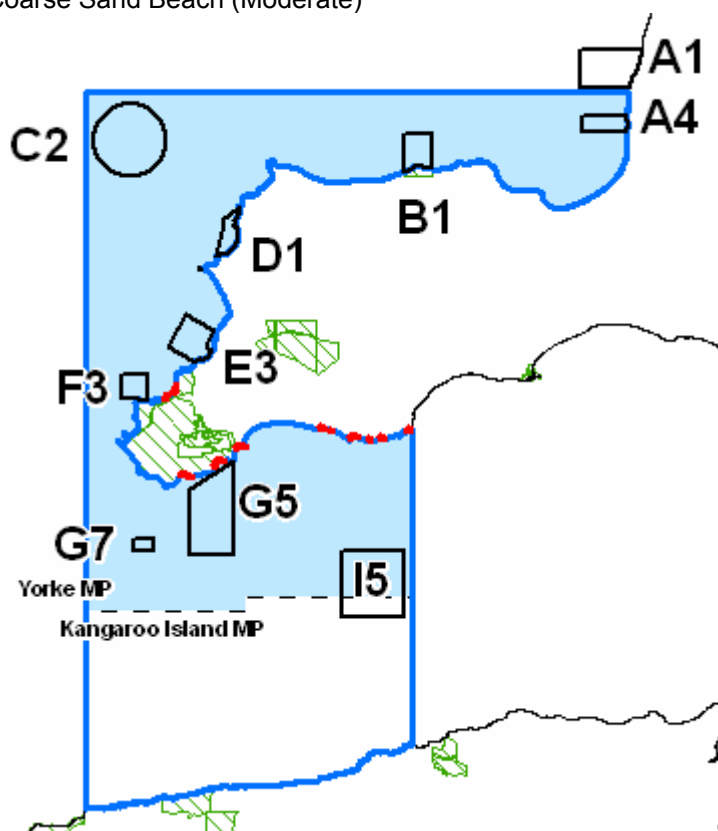 Coarse Sand Beach (Moderate)
A1
A4
C2
B1
D1
E3
F3
G5
G7
I5
Yorke MP
Kangaroo Island MP